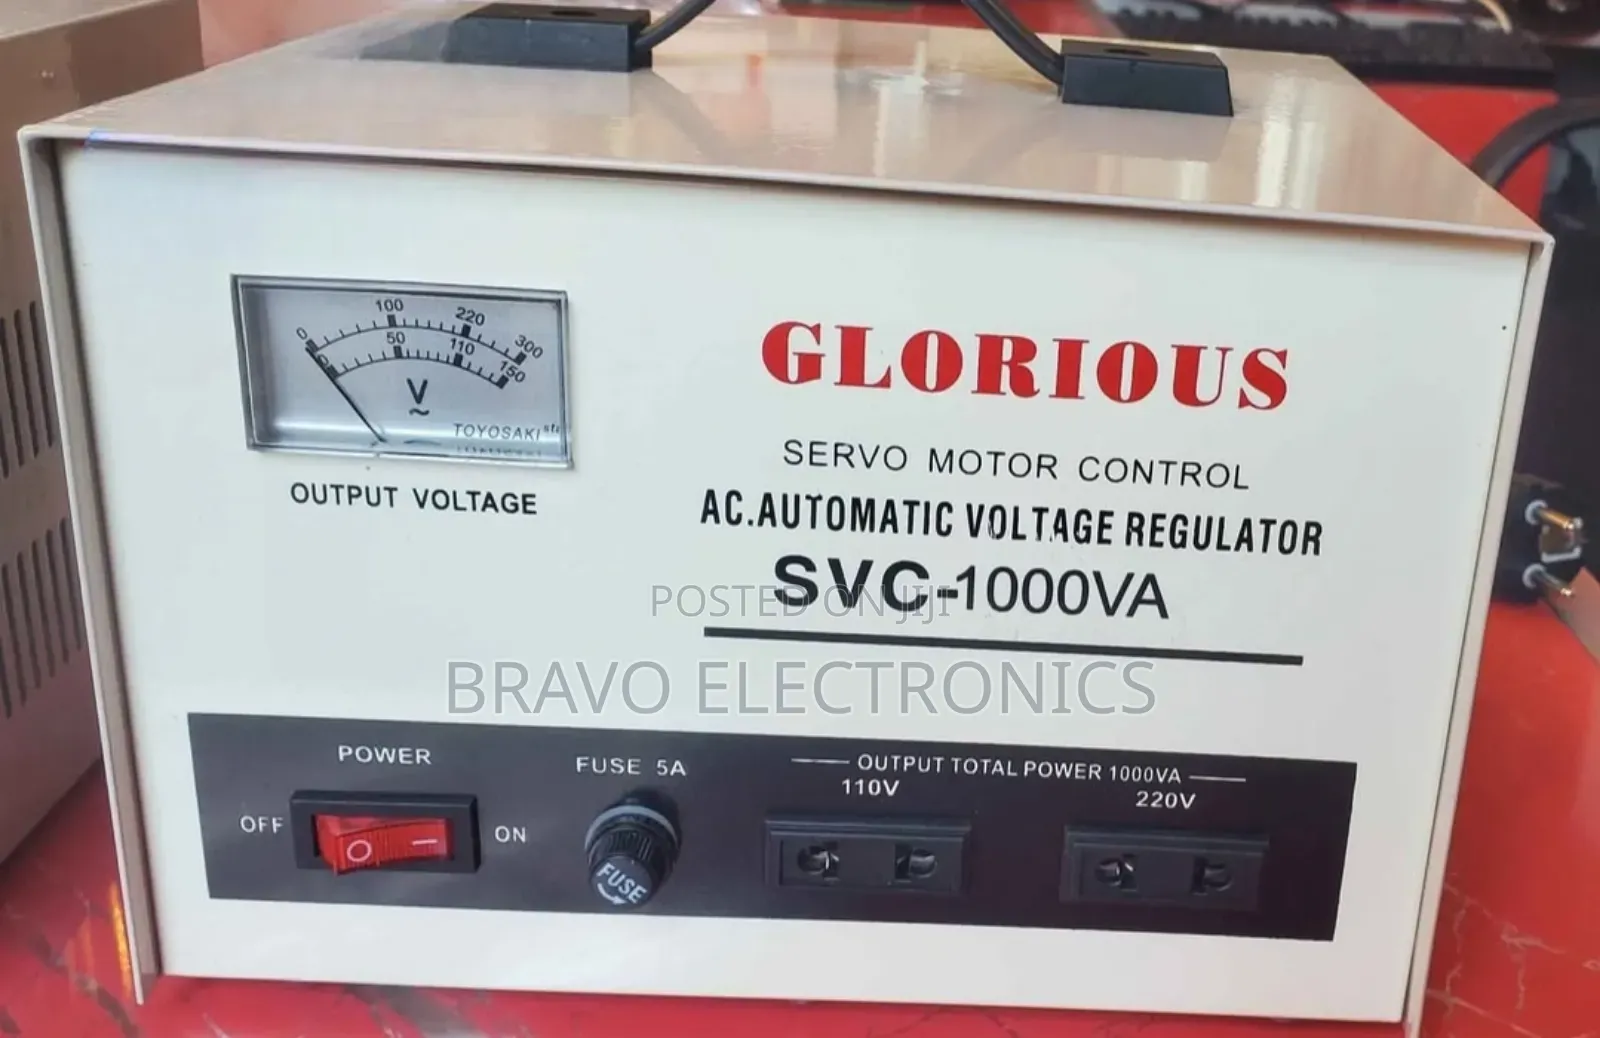 0 100 220 300
0 50 110 150
V
~
TOYOSAKI
OUTPUT VOLTAGE
GLORIOUS
SERVO MOTOR CONTROL
AC.AUTOMATIC VOLTAGE REGULATOR
SVC-1000VA
POSTED ON JIJI
BRAVO ELECTRONICS
POWER
OFF
ON
FUSE 5A
FUSE
OUTPUT TOTAL POWER 1000VA
110V
220V